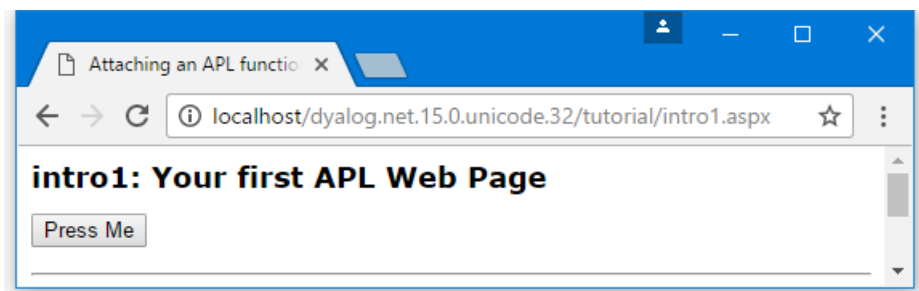 Attaching an APL functio
localhost/dyalog.net.15.0.unicode.32/tutorial/intro1.aspx
intro1: Your first APL Web Page
Press Me